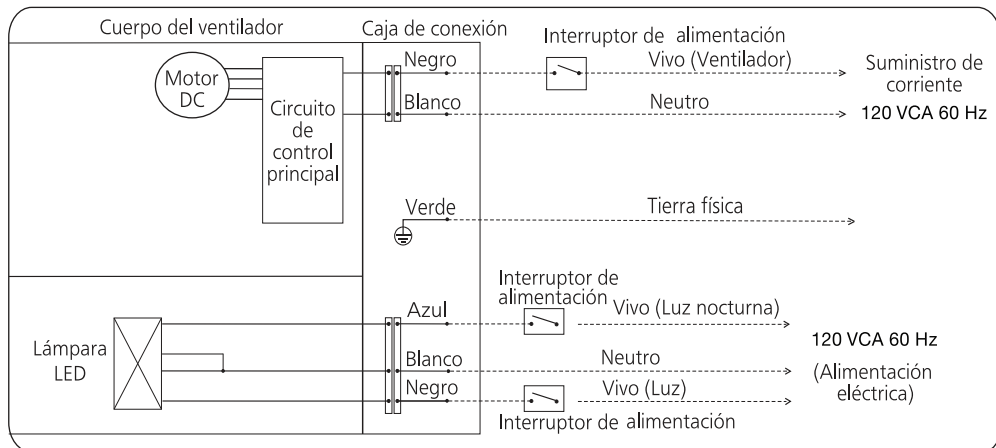 Cuerpo del ventilador
Caja de conexión
Interruptor de alimentación
Negro
Vivo (Ventilador)
Suministro de
corriente
120 VCA 60 Hz
Motor
DC
Circuito
de
control
principal
Blanco
Neutro
Verde
Tierra física
Interruptor de
alimentación
Azul
Vivo (Luz nocturna)
120 VCA 60 Hz
(Alimentación
eléctrica)
Lámpara
LED
Blanco
Neutro
Negro
Vivo (Luz)
Interruptor de alimentación